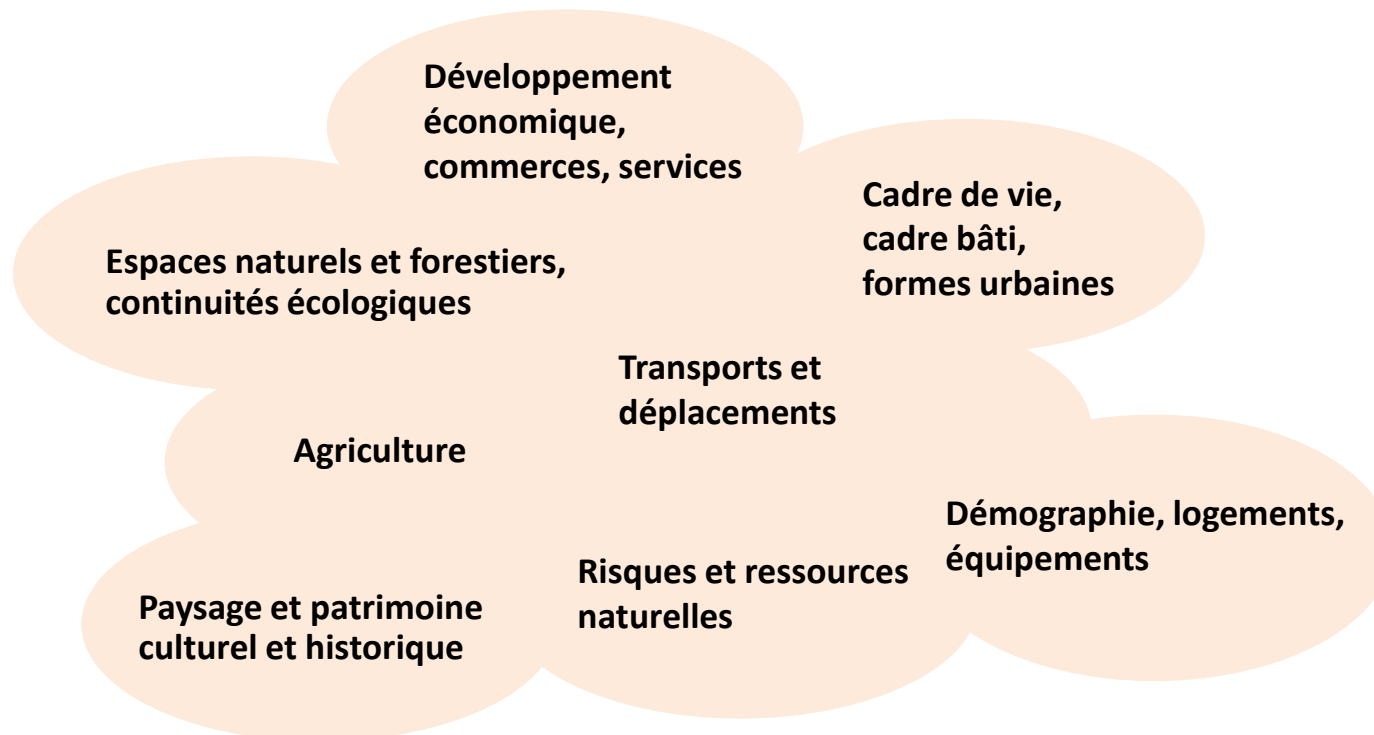 Développement
économique,
commerces, services
Cadre de vie,
cadre bâti,
formes urbaines
Espaces naturels et forestiers,
continuités écologiques
Transports et
déplacements
Agriculture
Démographie, logements,
équipements
Risques et ressources
naturelles
Paysage et patrimoine
culturel et historique